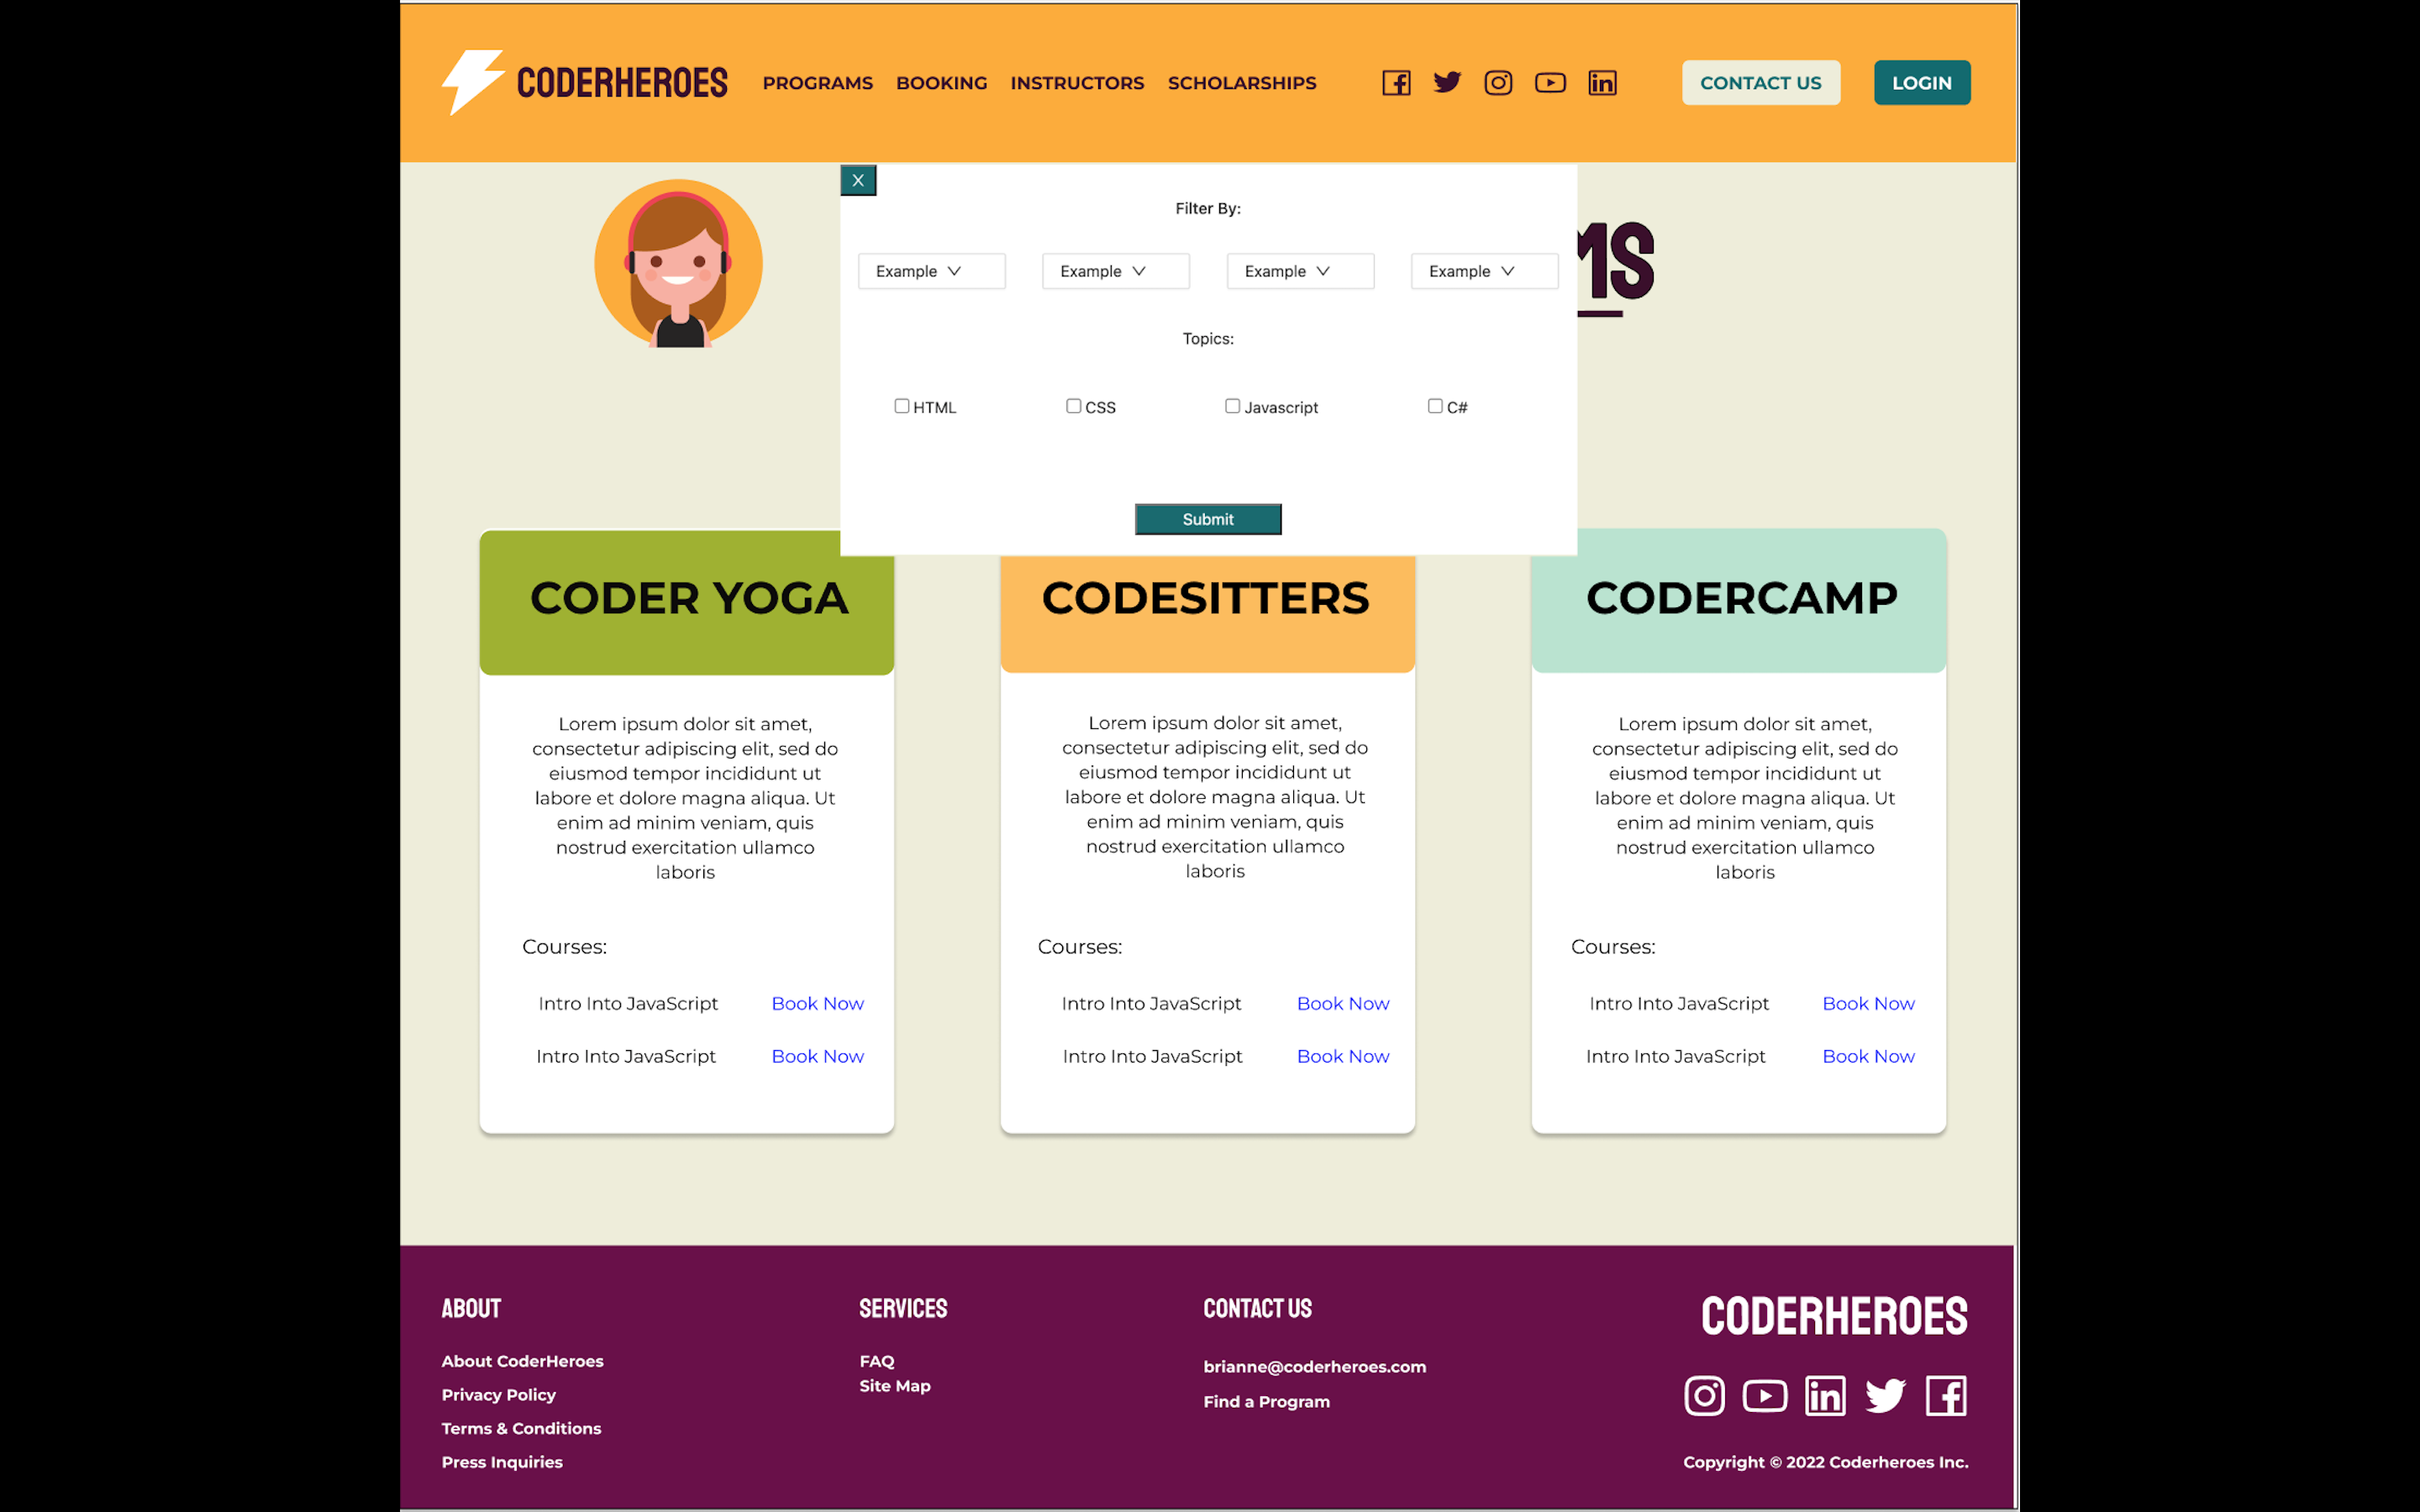 CODERHEROES PROGRAMS BOOKING INSTRUCTORS SCHOLARSHIPS CONTACT US LOGIN
X
Filter By:
Example Example Example Example
Topics:
HTML CSS Javascript C#
Submit
CODER YOGA
Lorem ipsum dolor sit amet,
consectetur adipiscing elit, sed do
eiusmod tempor incididunt ut
labore et dolore magna aliqua. Ut
enim ad minim veniam, quis
nostrud exercitation ullamco
laboris
Courses:
Intro Into JavaScript Book Now
Intro Into JavaScript Book Now
CODESITTERS
Lorem ipsum dolor sit amet,
consectetur adipiscing elit, sed do
eiusmod tempor incididunt ut
labore et dolore magna aliqua. Ut
enim ad minim veniam, quis
nostrud exercitation ullamco
laboris
Courses:
Intro Into JavaScript Book Now
Intro Into JavaScript Book Now
CODERCAMP
Lorem ipsum dolor sit amet,
consectetur adipiscing elit, sed do
eiusmod tempor incididunt ut
labore et dolore magna aliqua. Ut
enim ad minim veniam, quis
nostrud exercitation ullamco
laboris
Courses:
Intro Into JavaScript Book Now
Intro Into JavaScript Book Now
ABOUT
About CoderHeroes
Privacy Policy
Terms & Conditions
Press Inquiries
SERVICES
FAQ
Site Map
CONTACT US
brianne@coderheroes.com
Find a Program
CODERHEROES
Copyright © 2022 Coderheroes Inc.